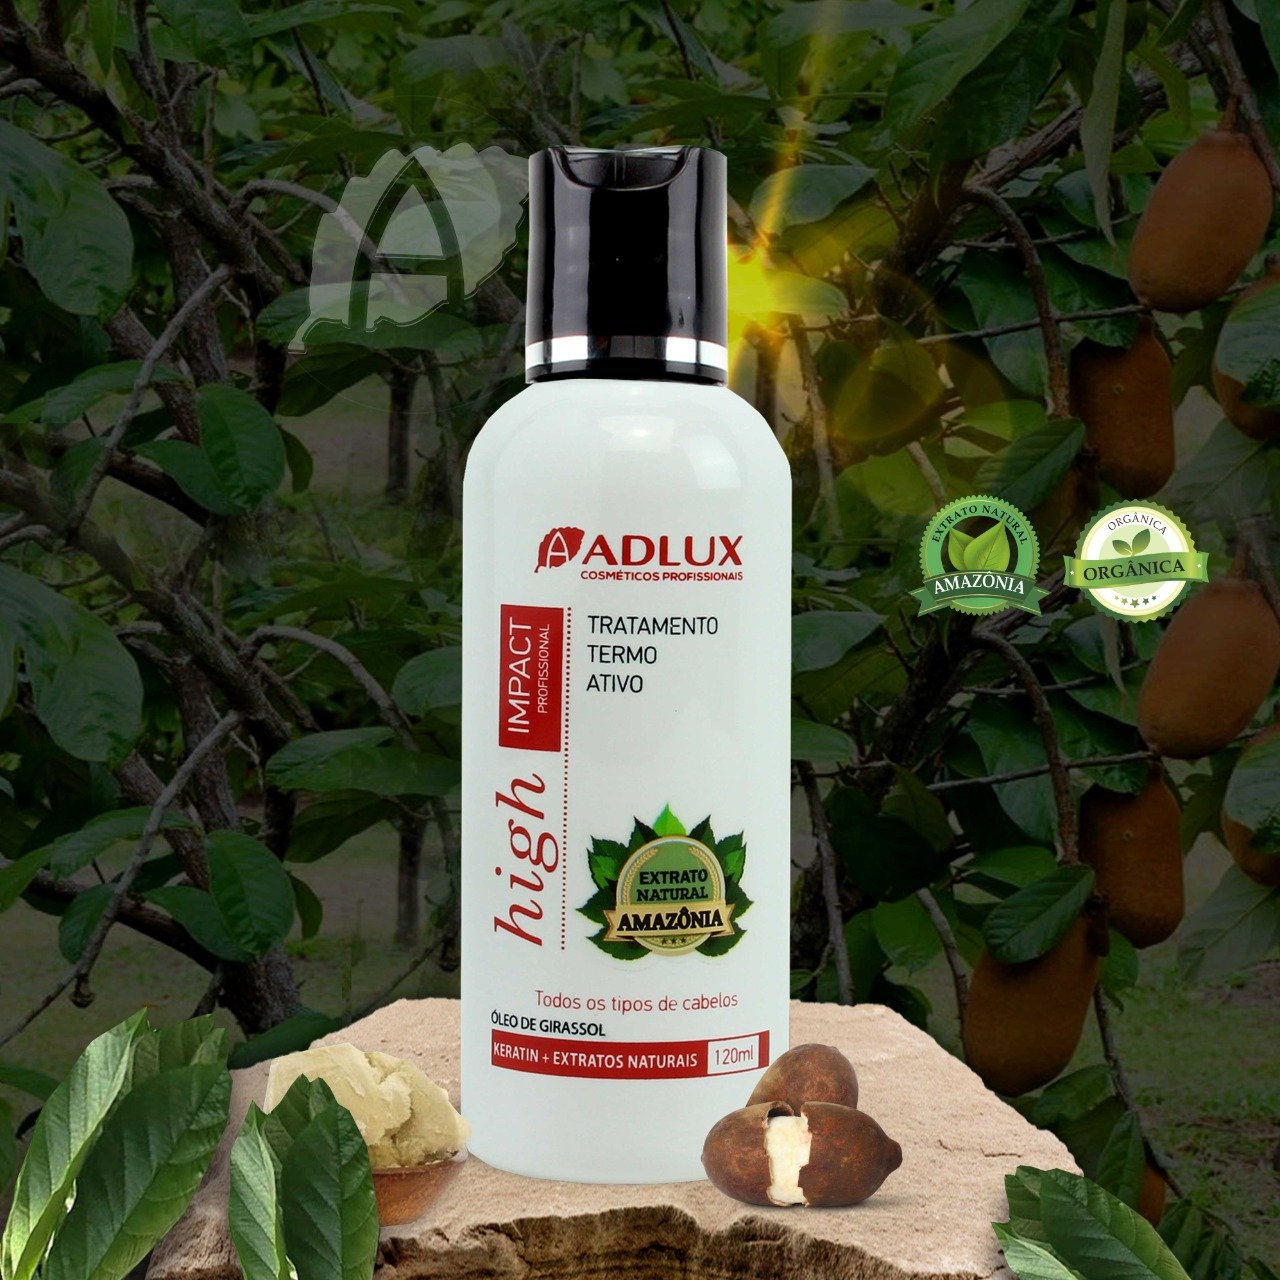 A
A ADLUX
COSMÉTICOS PROFISSIONAIS
high
IMPACT
PROFISSIONAL
TRATAMENTO
TERMO
ATIVO
EXTRATO
NATURAL
AMAZÔNIA
Todos os tipos de cabelos
ÓLEO DE GIRASSOL
KERATIN + EXTRATOS NATURAIS 120ml
EXTRATO NATURAL
AMAZÔNIA
ORGÂNICA
ORGÂNICA